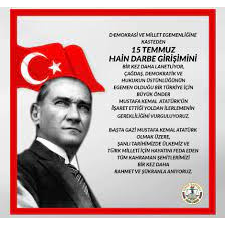 DEMOKRASİ VE MİLLET EGEMENLİĞİNE
KASTEDEN
15 TEMMUZ
HAİN DARBE GİRİŞİMİNİ
BİR KEZ DAHA LANETLİYOR,
ÇAĞDAŞ, DEMOKRATİK VE
HUKUKUN ÜSTÜNLÜĞÜNÜN
EGEMEN OLDUĞU BİR TÜRKİYE İÇİN
BÜYÜK ÖNDER
MUSTAFA KEMAL ATATÜRK'ÜN
İŞARET ETTİĞİ YOLDAN İLERLEMENİN
GEREKLİLİĞİNİ VURGULUYORUZ.
BAŞTA GAZİ MUSTAFA KEMAL ATATÜRK
OLMAK ÜZERE,
ŞANLI TARİHİMİZDE ÜLKEMİZ VE
TÜRK MİLLETİ İÇİN HAYATINI FEDA EDEN
TÜM KAHRAMAN ŞEHİTLERİMİZİ
BİR KEZ DAHA
RAHMET VE ŞÜKRANLA ANIYORUZ.